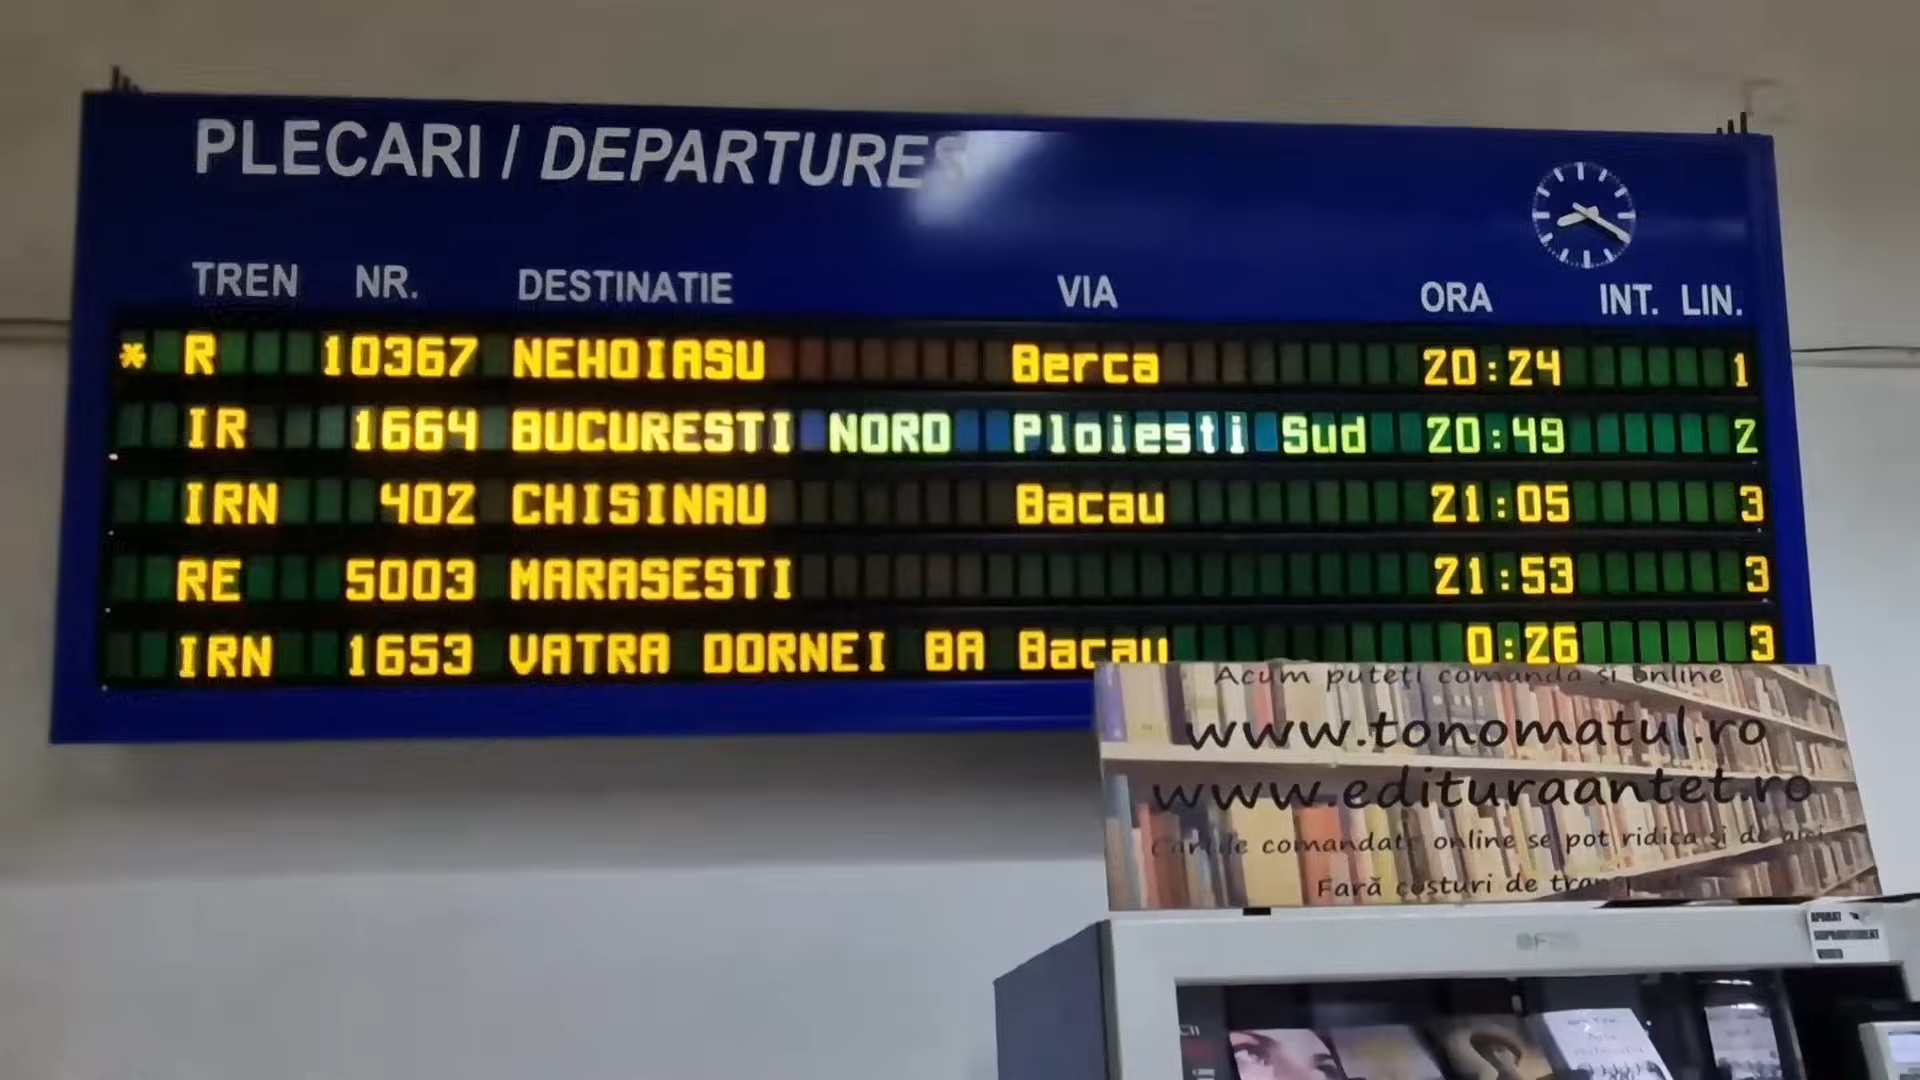 PLECARI / DEPARTURES
TREN NR. DESTINATIE VIA ORA INT. LIN.
* R 10367 NEHOIASU Berca 20:24 1
IR 1664 BUCURESTI NORD Ploiesti Sud 20:49 2
IRN 402 CHISINAU Bacau 21:05 3
RE 5003 MARASESTI 21:53 3
IRN 1653 VATRA DORNEI BA Bacau 0:26 3
Acum puteti comanda si online
www.tonomatul.ro
www.edituraantet.ro
comandate online se pot ridica si de aici
Fară costuri de